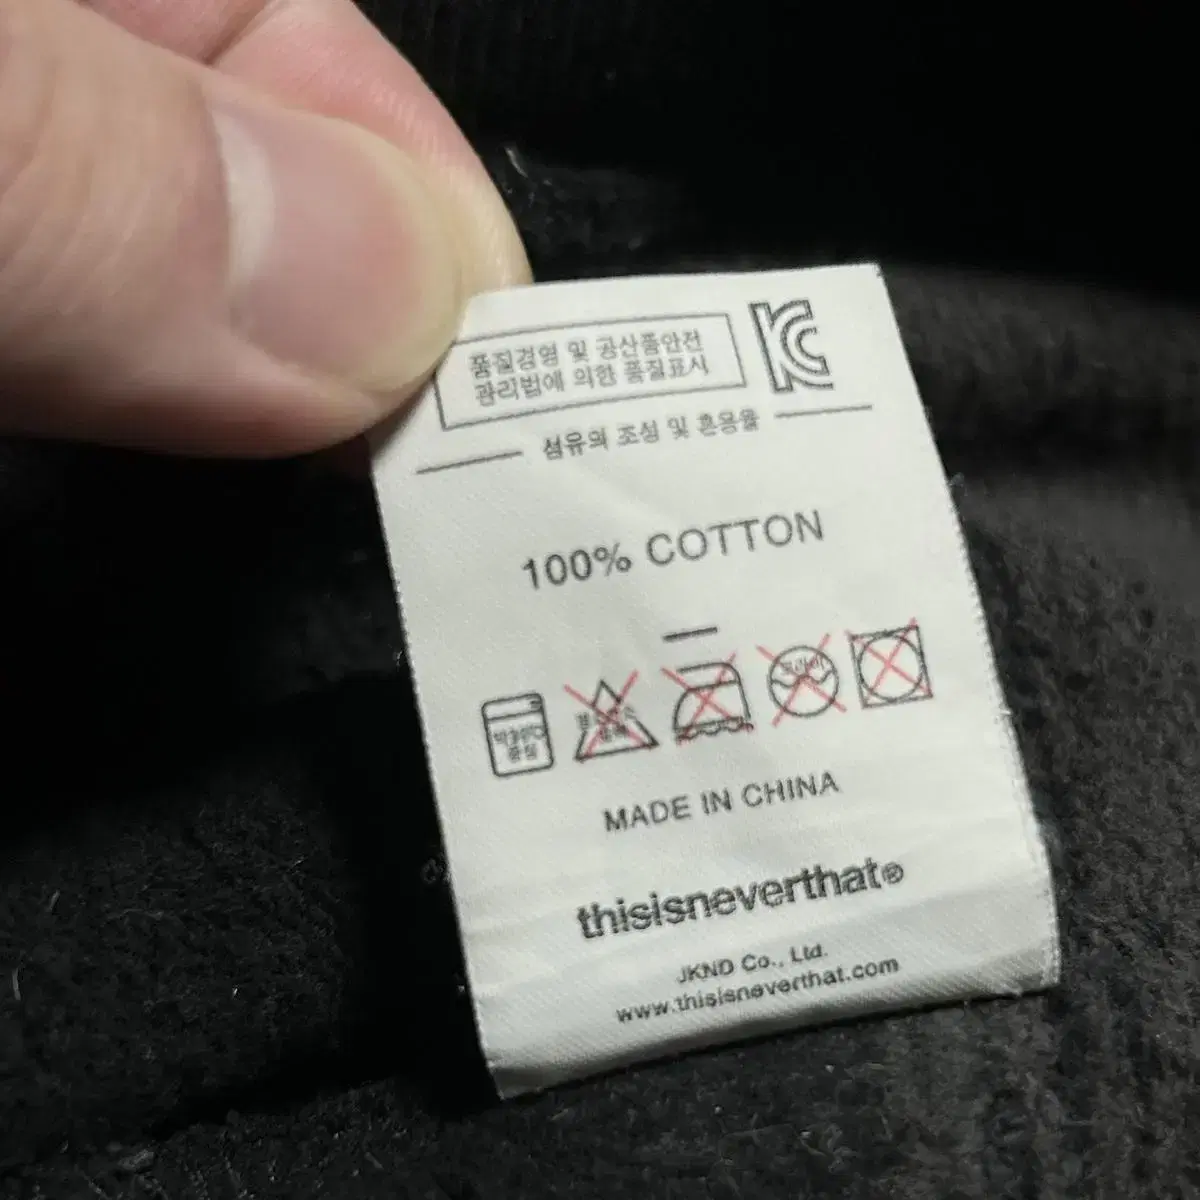 품질경영 및 공산품안전
관리법에 의한 품질표시
섬유의 조성 및 혼용율
100% COTTON
MADE IN CHINA
thisisneverthat®
JKND Co., Ltd.
www.thisisneverthat.com